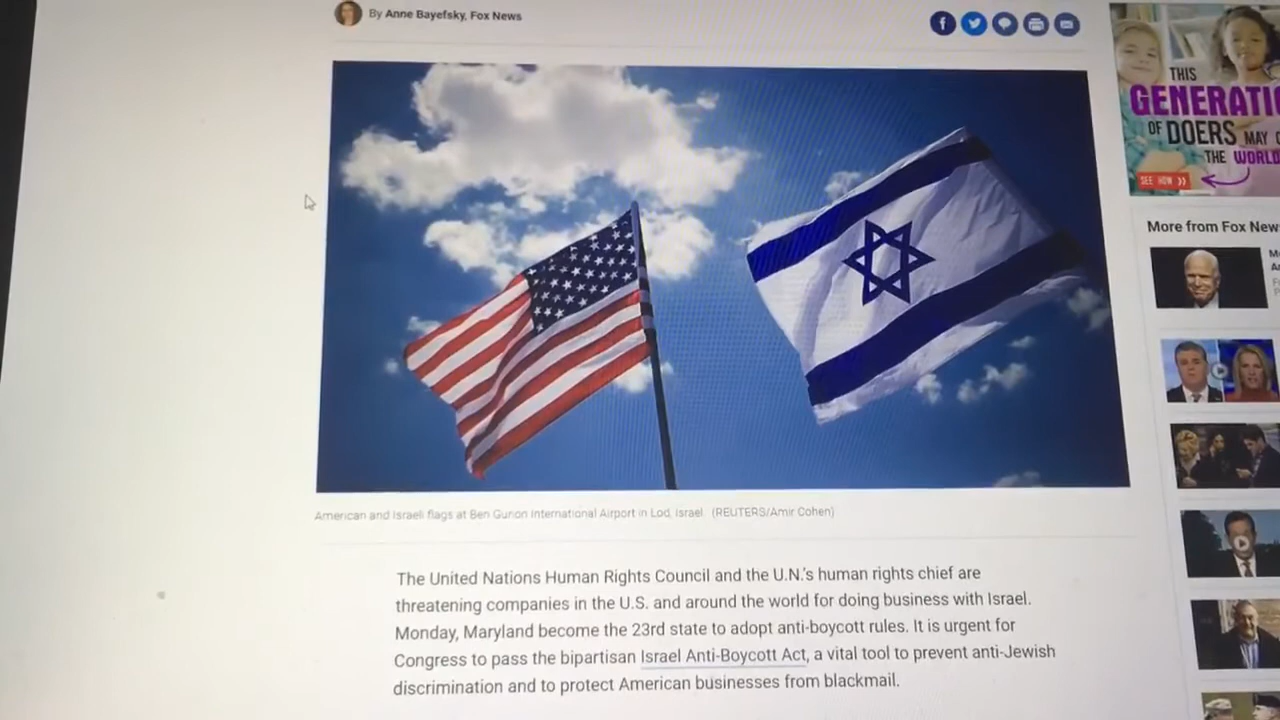 By Anne Bayefsky, Fox News
THIS
GENERATI
OF DOERS MAY
THE WORLD
SEE HOW
More from Fox New
American and Israeli flags at Ben Gurion International Airport in Lod, Israel. (REUTERS/Amir Cohen)
The United Nations Human Rights Council and the U.N.'s human rights chief are
threatening companies in the U.S. and around the world for doing business with Israel.
Monday, Maryland become the 23rd state to adopt anti-boycott rules. It is urgent for
Congress to pass the bipartisan Israel Anti-Boycott Act, a vital tool to prevent anti-Jewish
discrimination and to protect American businesses from blackmail.